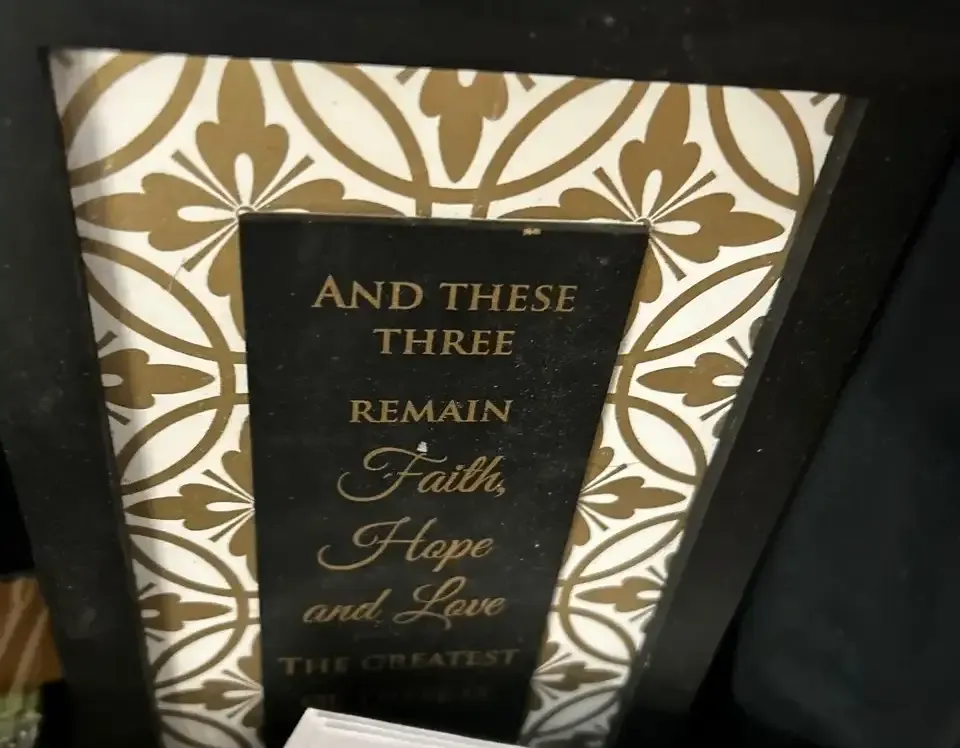 AND THESE
THREE
REMAIN
Faith,
Hope
and Love
THE GREATEST